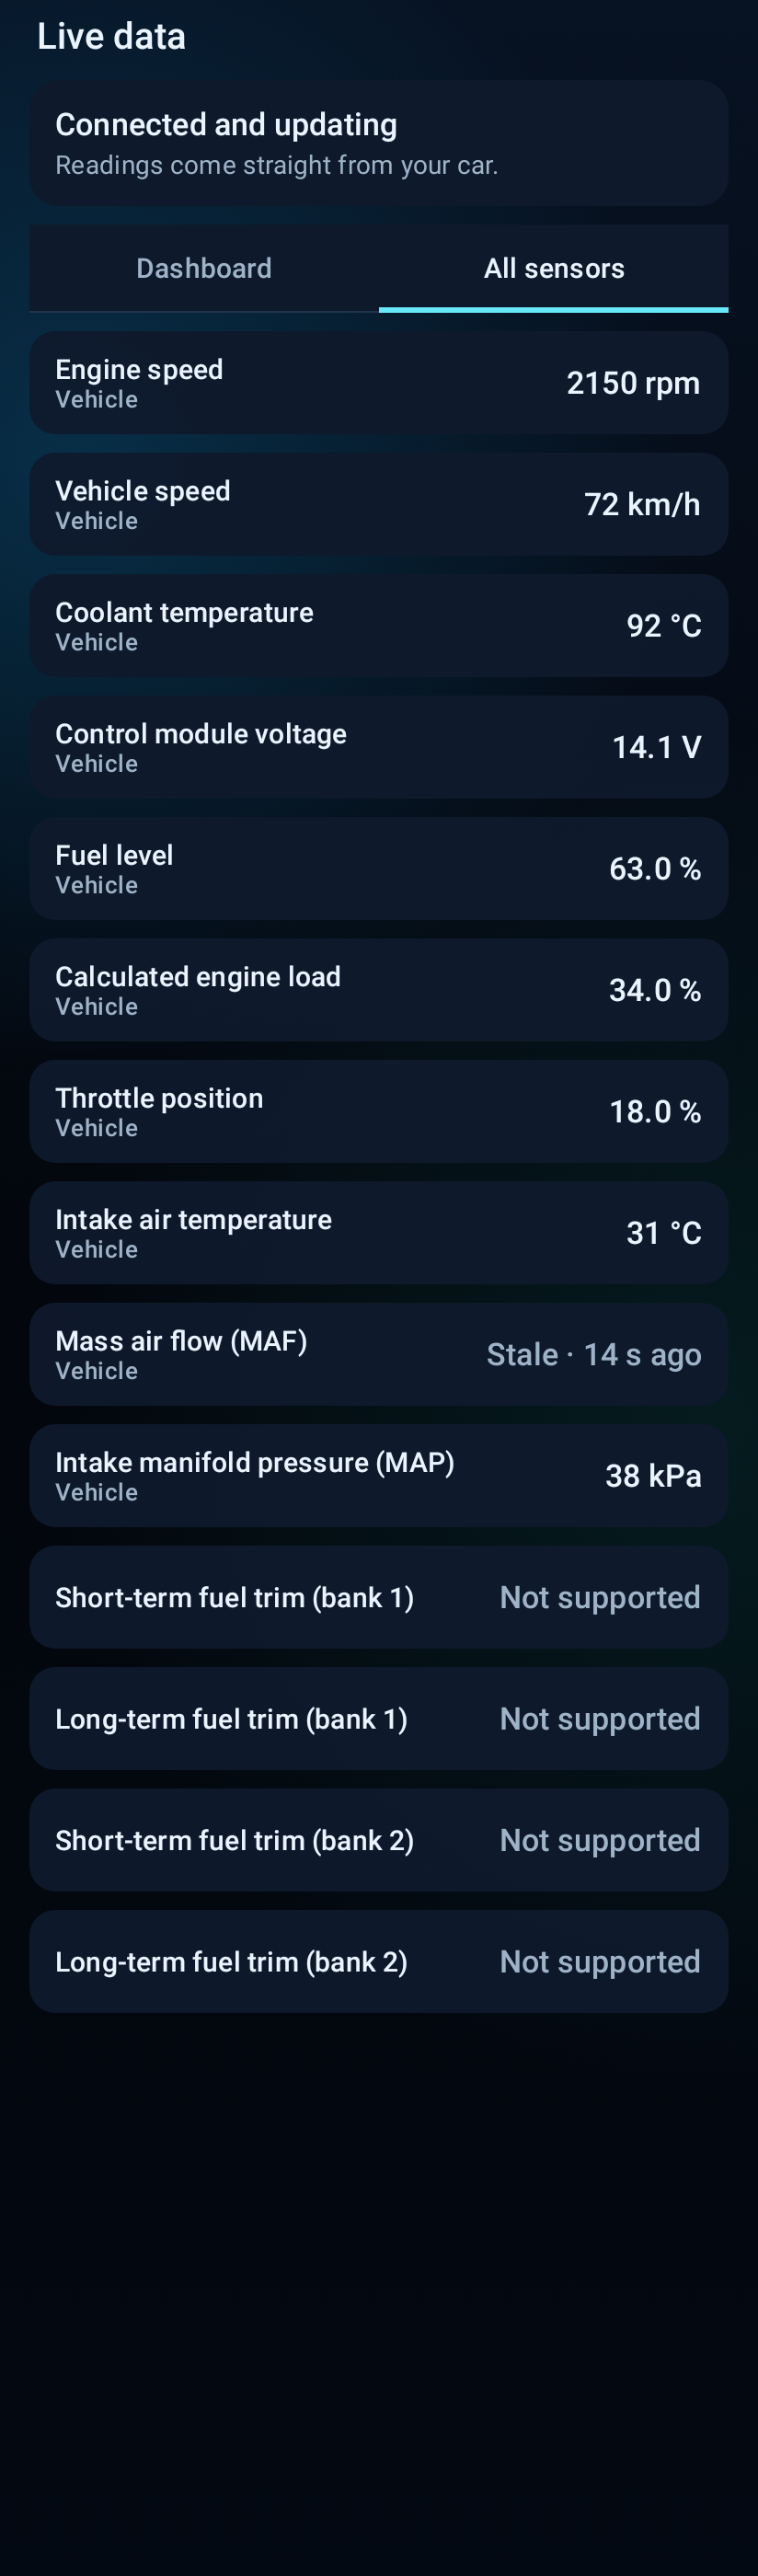 Live data
Connected and updating
Readings come straight from your car.
Dashboard
All sensors
Engine speed
Vehicle
2150 rpm
Vehicle speed
Vehicle
72 km/h
Coolant temperature
Vehicle
92 °C
Control module voltage
Vehicle
14.1 V
Fuel level
Vehicle
63.0 %
Calculated engine load
Vehicle
34.0 %
Throttle position
Vehicle
18.0 %
Intake air temperature
Vehicle
31 °C
Mass air flow (MAF)
Vehicle
Stale · 14 s ago
Intake manifold pressure (MAP)
Vehicle
38 kPa
Short-term fuel trim (bank 1)
Not supported
Long-term fuel trim (bank 1)
Not supported
Short-term fuel trim (bank 2)
Not supported
Long-term fuel trim (bank 2)
Not supported